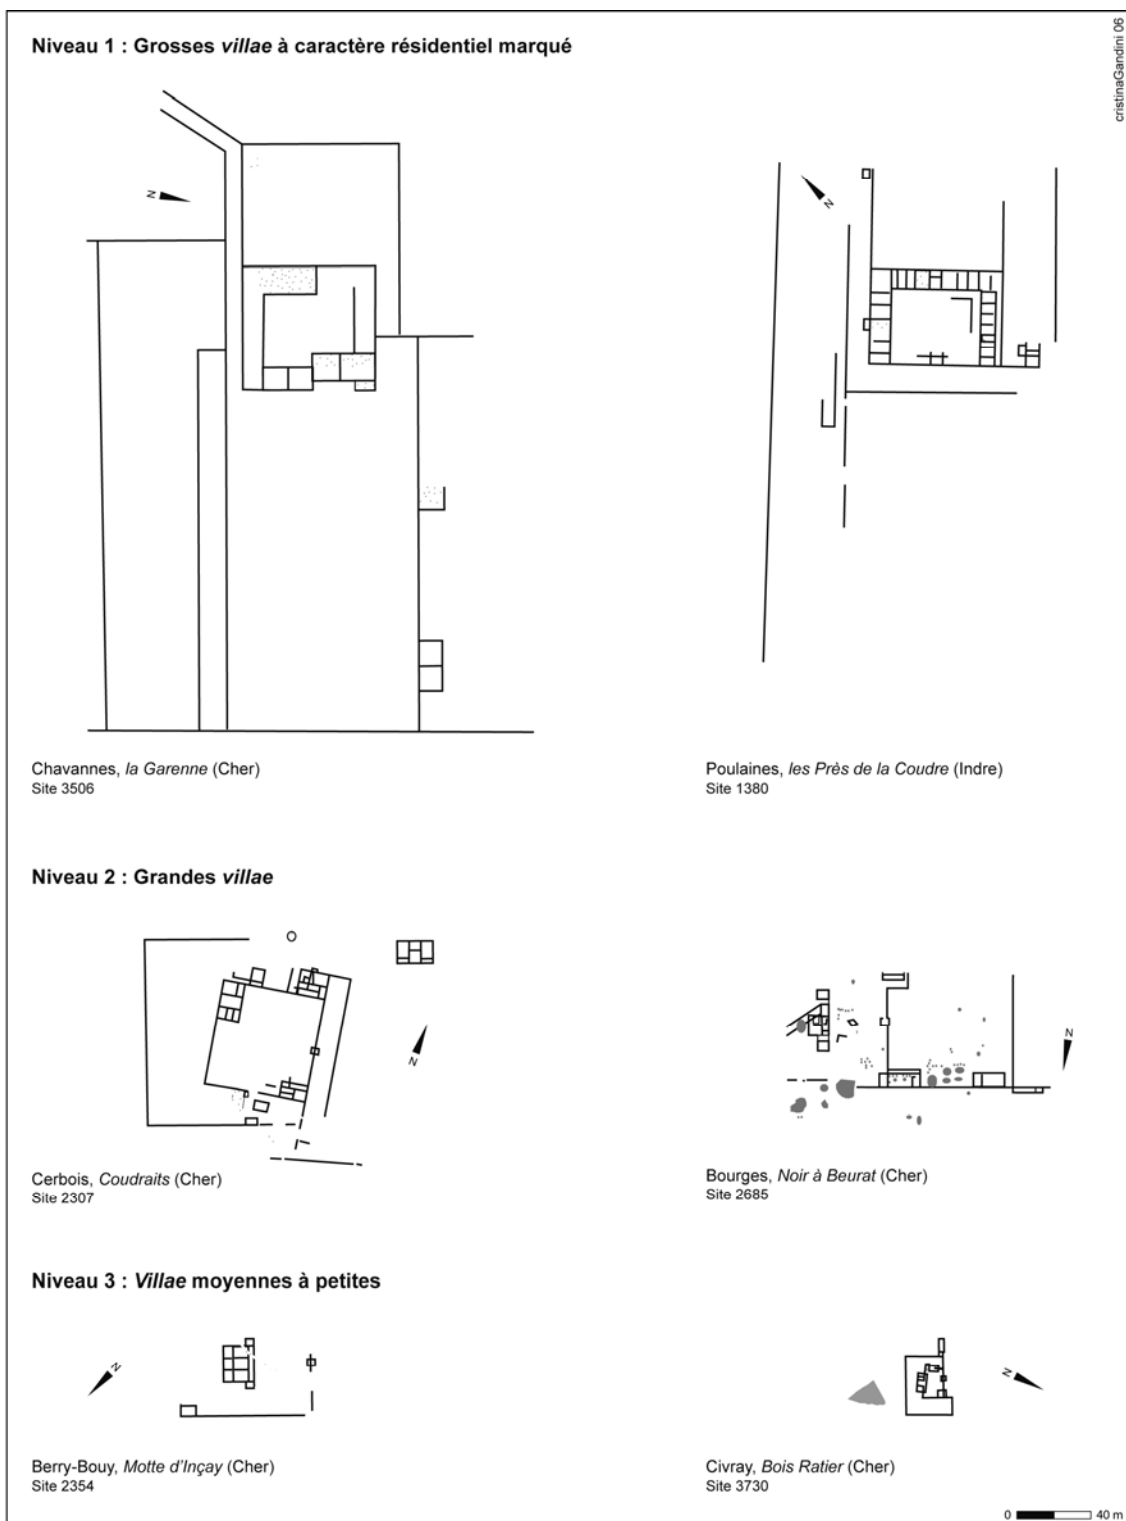 Niveau 1 : Grosses villae à caractère résidentiel marqué
cristinaGandini 06
N
N
Chavannes, la Garenne (Cher)
Site 3506
Poulaines, les Près de la Coudre (Indre)
Site 1380
Niveau 2 : Grandes villae
N
N
Cerbois, Coudraits (Cher)
Site 2307
Bourges, Noir à Beurat (Cher)
Site 2685
Niveau 3 : Villae moyennes à petites
N
N
Berry-Bouy, Motte d'Inçay (Cher)
Site 2354
Civray, Bois Ratier (Cher)
Site 3730
0 40 m